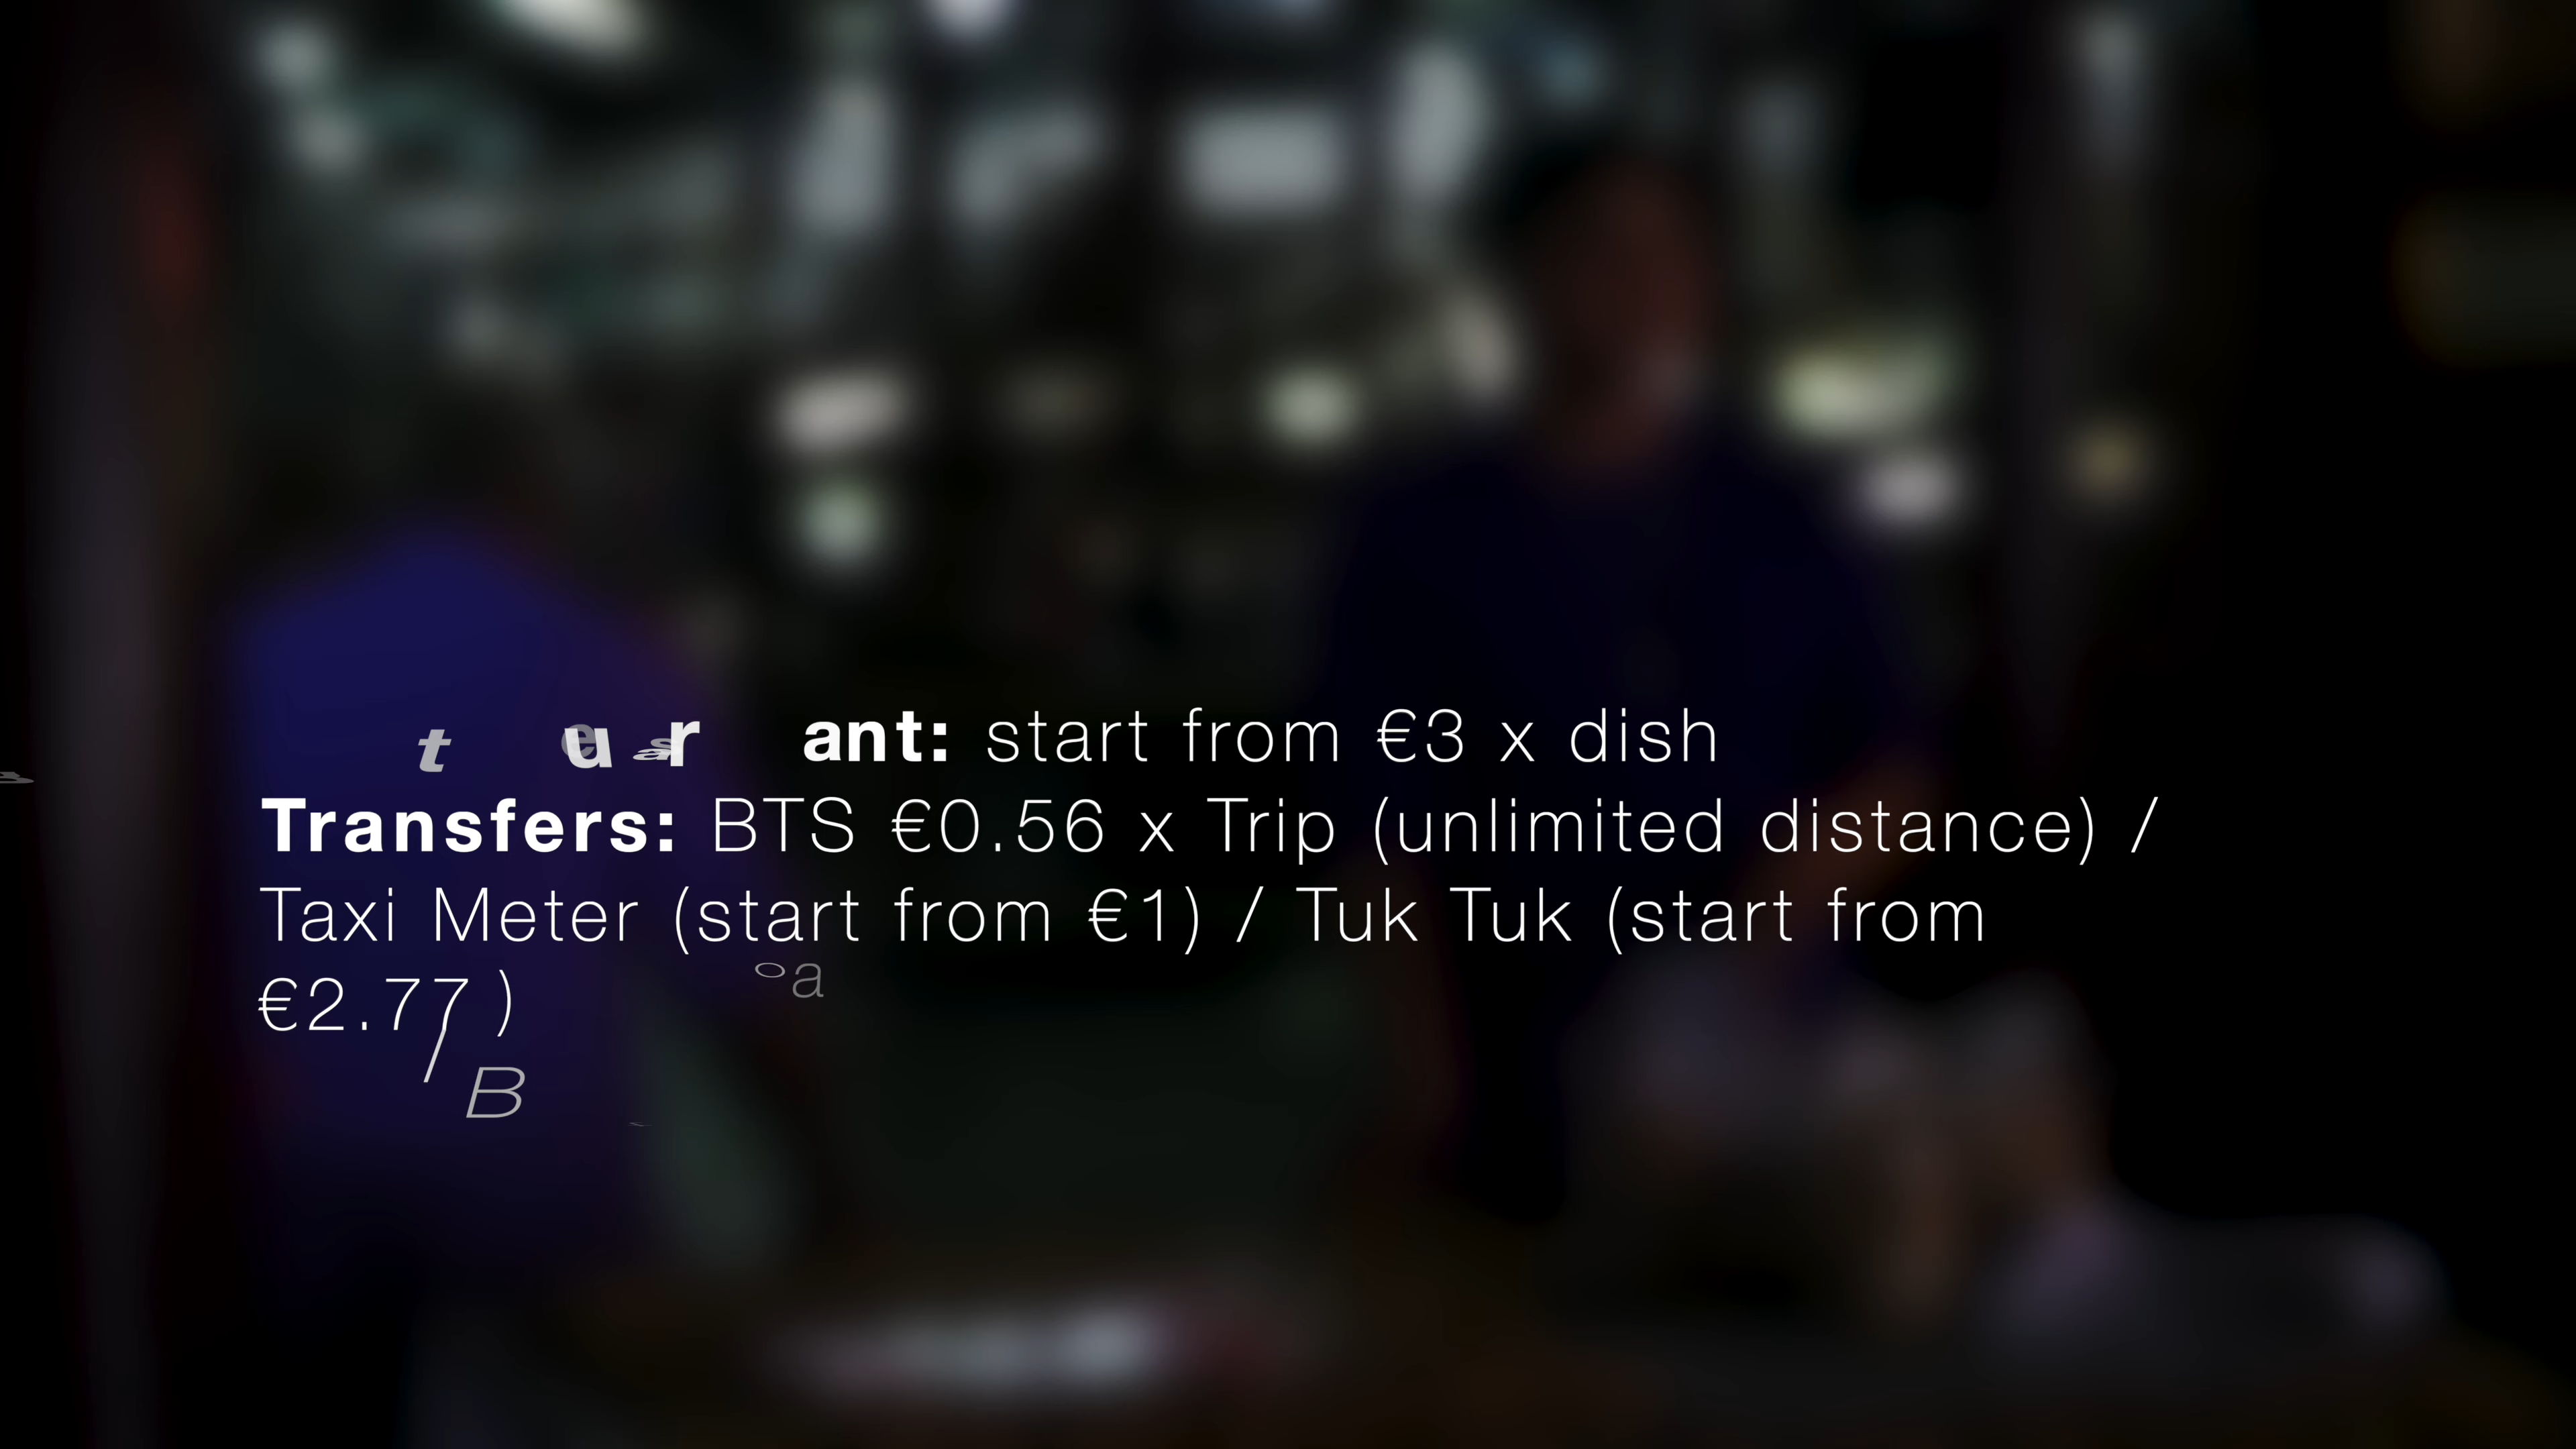 ant: start from €3 x dish
Transfers: BTS €0.56 x Trip (unlimited distance) /
Taxi Meter (start from €1) / Tuk Tuk (start from
€2.77)
/ B